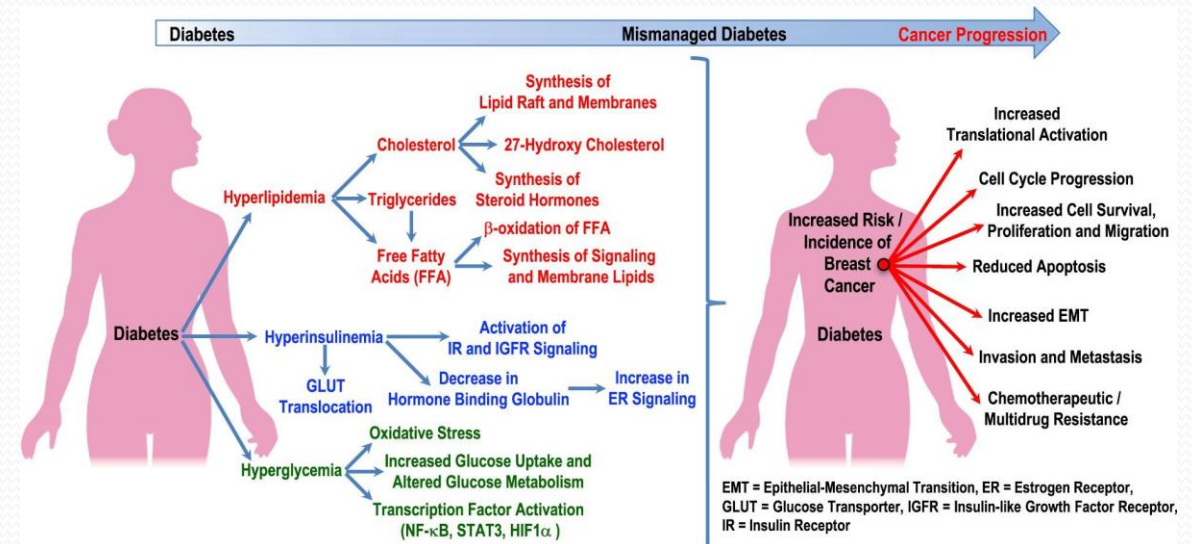 Diabetes
Mismanaged Diabetes
Cancer Progression
Synthesis of
Lipid Raft and Membranes
Cholesterol
27-Hydroxy Cholesterol
Synthesis of
Steroid Hormones
Hyperlipidemia
Triglycerides
β-oxidation of FFA
Free Fatty
Acids (FFA)
Synthesis of Signaling
and Membrane Lipids
Diabetes
Hyperinsulinemia
Activation of
IR and IGFR Signaling
GLUT
Translocation
Decrease in
Hormone Binding Globulin
Increase in
ER Signaling
Oxidative Stress
Hyperglycemia
Increased Glucose Uptake and
Altered Glucose Metabolism
Transcription Factor Activation
(NF-κB, STAT3, HIF1α )
Increased Risk /
Incidence of
Breast
Cancer
Diabetes
Increased
Translational Activation
Cell Cycle Progression
Increased Cell Survival,
Proliferation and Migration
Reduced Apoptosis
Increased EMT
Invasion and Metastasis
Chemotherapeutic /
Multidrug Resistance
EMT = Epithelial-Mesenchymal Transition, ER = Estrogen Receptor,
GLUT = Glucose Transporter, IGFR = Insulin-like Growth Factor Receptor,
IR = Insulin Receptor